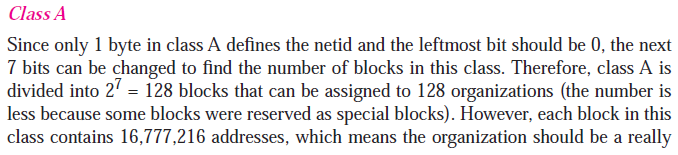 Class A
Since only 1 byte in class A defines the netid and the leftmost bit should be 0, the next
7 bits can be changed to find the number of blocks in this class. Therefore, class A is
divided into 2⁷ = 128 blocks that can be assigned to 128 organizations (the number is
less because some blocks were reserved as special blocks). However, each block in this
class contains 16,777,216 addresses, which means the organization should be a really